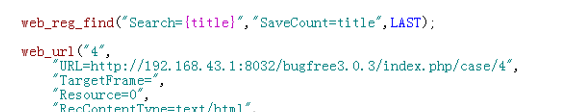 web_reg_find("Search={title}","SaveCount=title",LAST);
web_url("4",
"URL=http://192.168.43.1:8032/bugfree3.0.3/index.php/case/4",
"TargetFrame=",
"Resource=0",
"RecContentType=text/html",